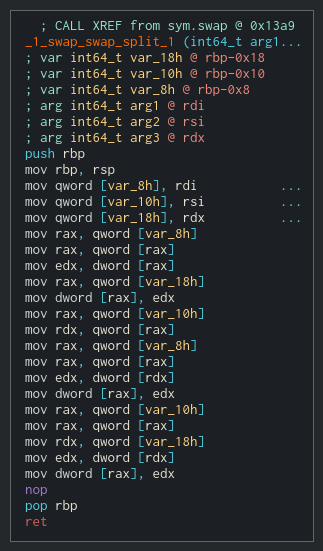 ; CALL XREF from sym.swap @ 0x13a9
_1_swap_swap_split_1 (int64_t arg1...
; var int64_t var_18h @ rbp-0x18
; var int64_t var_10h @ rbp-0x10
; var int64_t var_8h @ rbp-0x8
; arg int64_t arg1 @ rdi
; arg int64_t arg2 @ rsi
; arg int64_t arg3 @ rdx
push rbp
mov rbp, rsp
mov qword [var_8h], rdi ...
mov qword [var_10h], rsi ...
mov qword [var_18h], rdx ...
mov rax, qword [var_8h]
mov rax, qword [rax]
mov edx, dword [rax]
mov rax, qword [var_18h]
mov dword [rax], edx
mov rax, qword [var_10h]
mov rdx, qword [rax]
mov rax, qword [var_8h]
mov rax, qword [rax]
mov edx, dword [rdx]
mov dword [rax], edx
mov rax, qword [var_10h]
mov rax, qword [rax]
mov rdx, qword [var_18h]
mov edx, dword [rdx]
mov dword [rax], edx
nop
pop rbp
ret